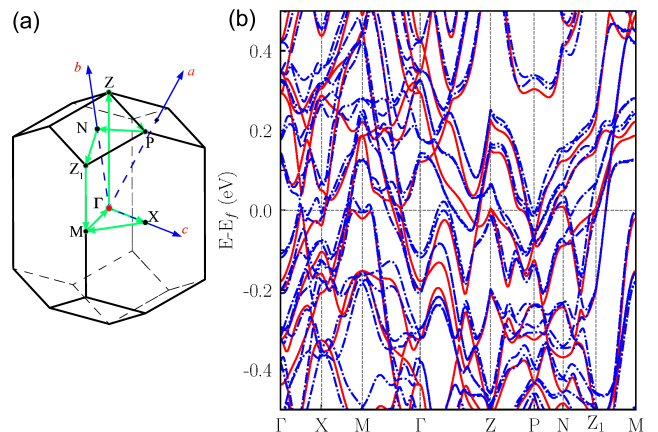 (a)
b
Z
a
N
P
Z1
Γ
X
M
c
(b)
E-Ef (eV)
0.4
0.2
0.0
-0.2
-0.4
Γ X M Γ Z P N Z1 M